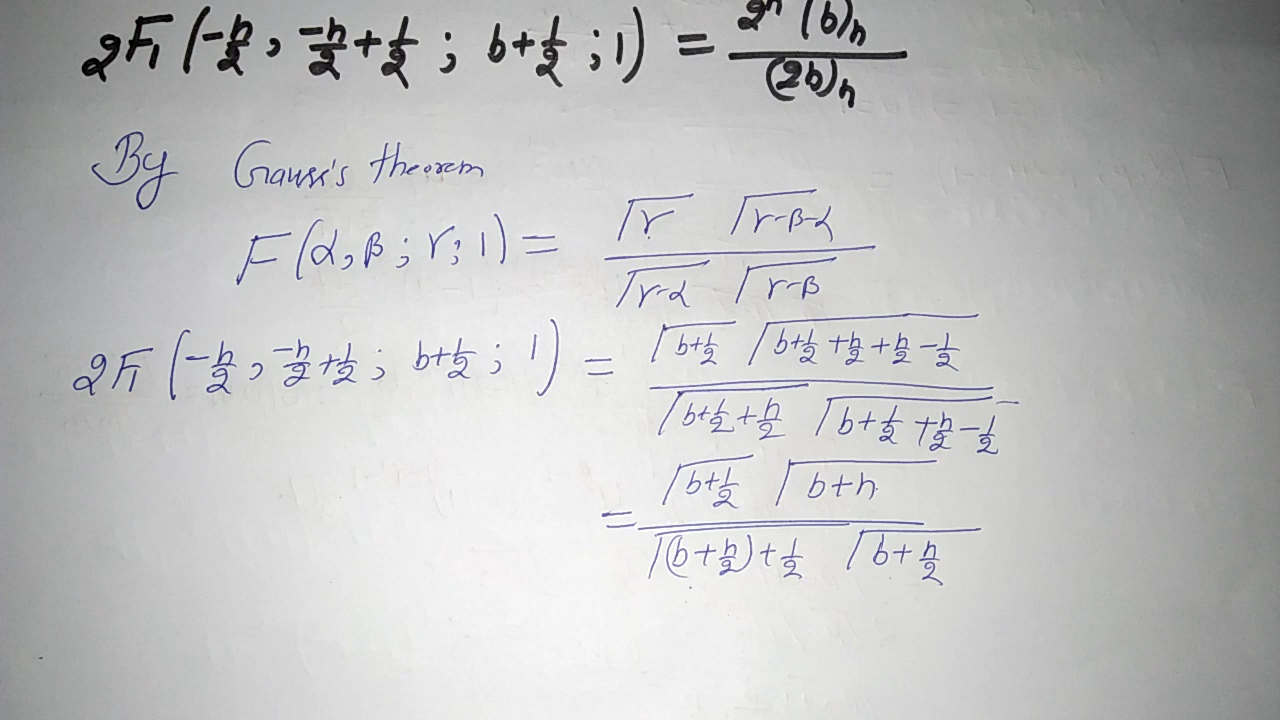 2F1 (-n/2, -n/2 + 1/2 ; b + 1/2 ; 1) = 2^n (b)n / (2b)n
By Gauss's theorem
F(α, β ; γ ; 1) = Γγ Γγ-β-α / Γγ-α Γγ-β
2F1 (-n/2, -n/2 + 1/2 ; b + 1/2 ; 1) = Γb+1/2 Γb+1/2+n/2+n/2-1/2 / Γb+1/2+n/2 Γb+1/2+n/2-1/2
= Γb+1/2 Γb+n / Γ(b+n/2)+1/2 Γb+n/2